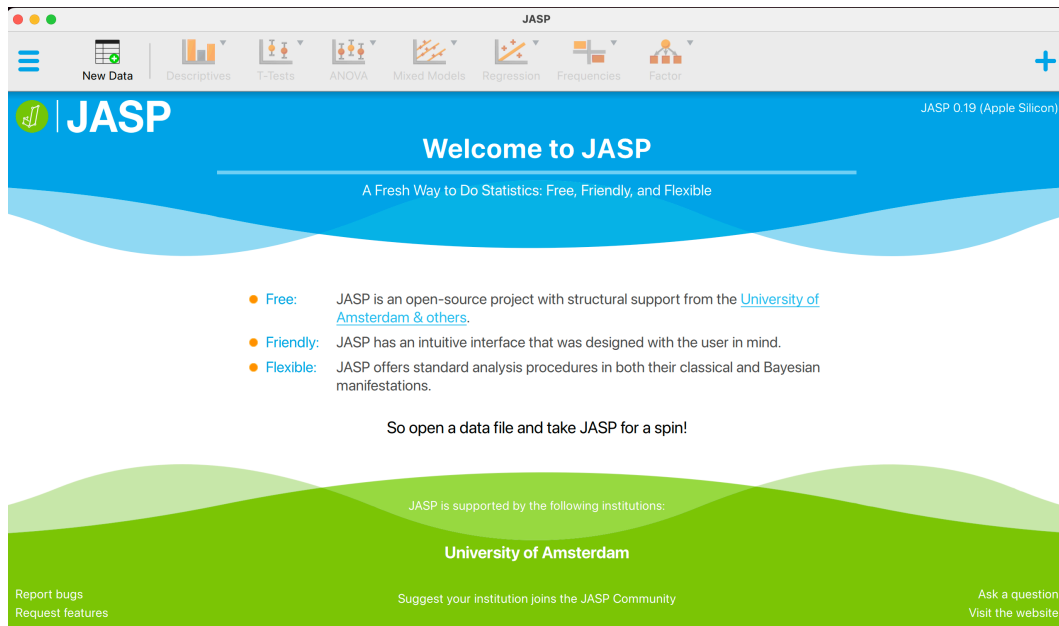 JASP
New Data
Descriptives
T-Tests
ANOVA
Mixed Models
Regression
Frequencies
Factor
JASP
JASP 0.19 (Apple Silicon)
Welcome to JASP
A Fresh Way to Do Statistics: Free, Friendly, and Flexible
Free: JASP is an open-source project with structural support from the University of
Amsterdam & others.
Friendly: JASP has an intuitive interface that was designed with the user in mind.
Flexible: JASP offers standard analysis procedures in both their classical and Bayesian
manifestations.
So open a data file and take JASP for a spin!
JASP is supported by the following institutions:
University of Amsterdam
Report bugs
Request features
Suggest your institution joins the JASP Community
Ask a question
Visit the website